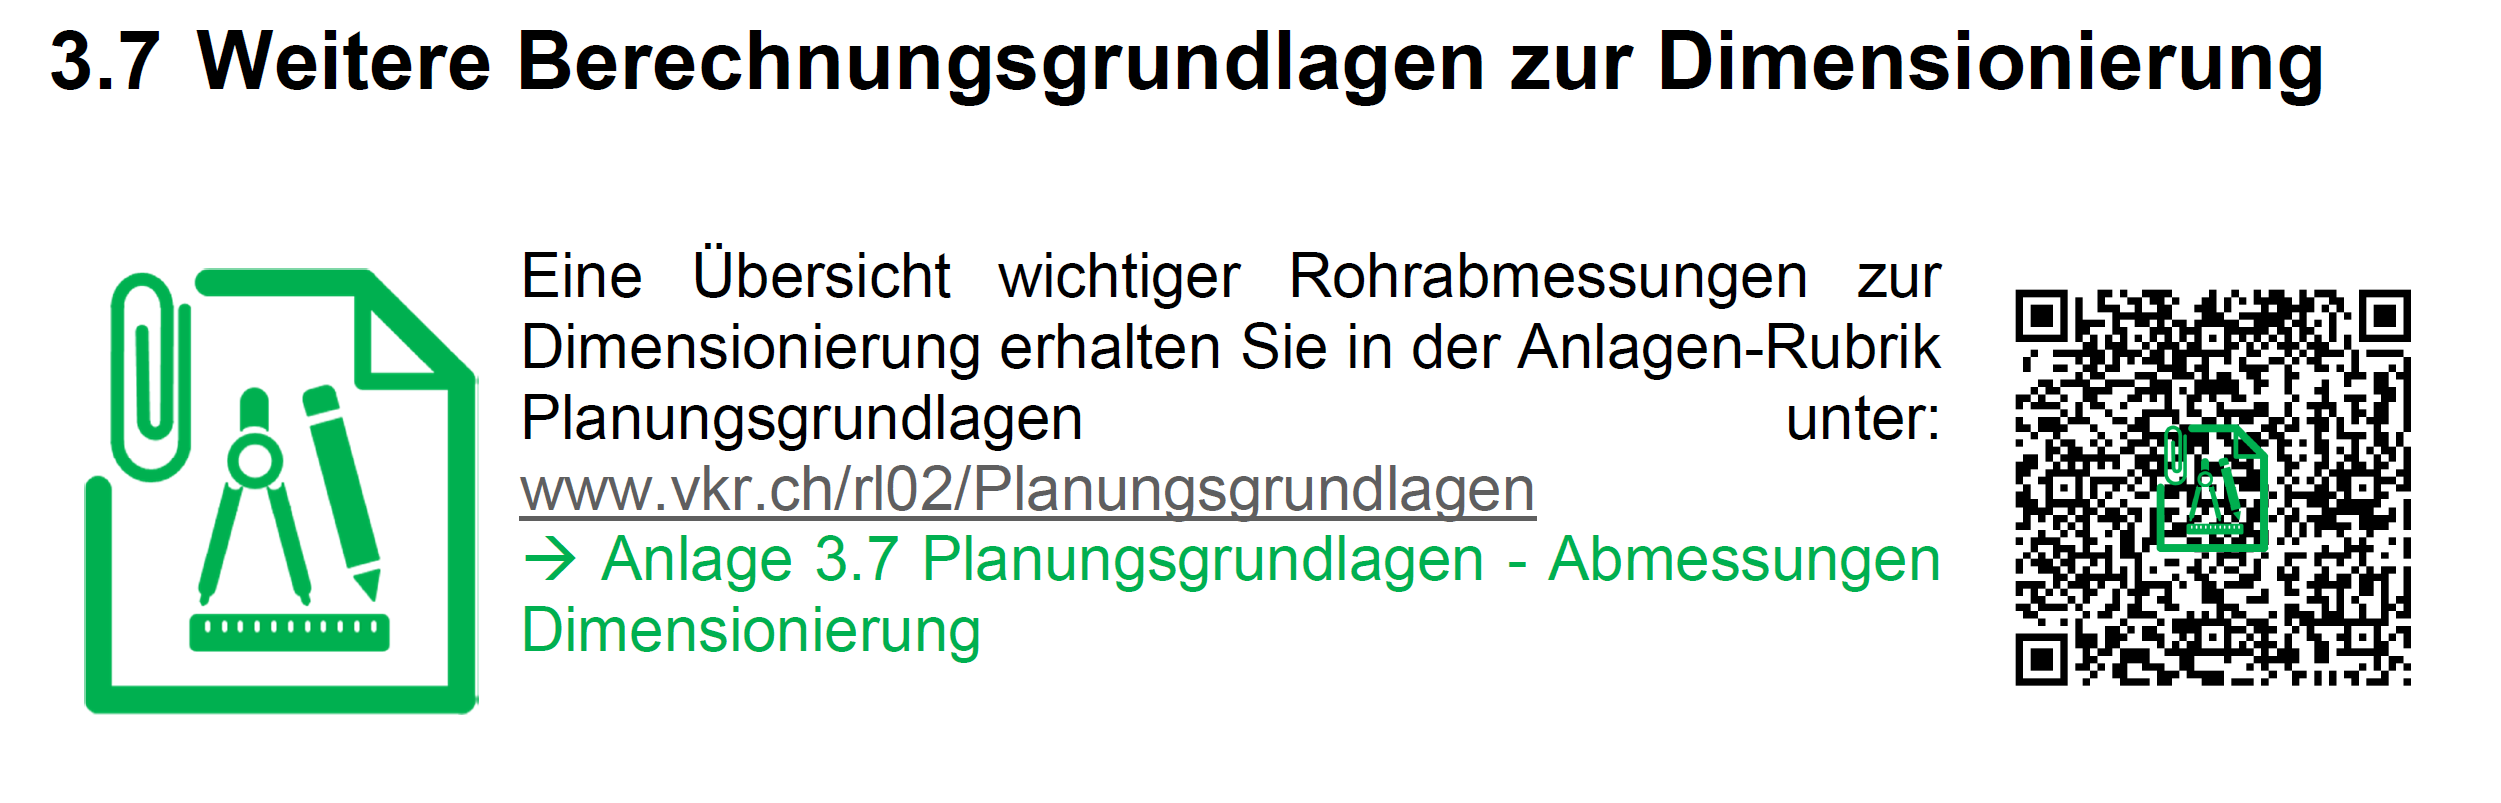 3.7 Weitere Berechnungsgrundlagen zur Dimensionierung
Eine Übersicht wichtiger Rohrabmessungen zur
Dimensionierung erhalten Sie in der Anlagen-Rubrik
Planungsgrundlagen unter:
www.vkr.ch/rl02/Planungsgrundlagen
→ Anlage 3.7 Planungsgrundlagen - Abmessungen
Dimensionierung